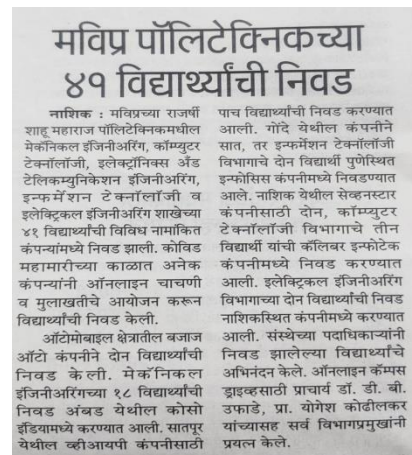 मविप्र पॉलिटेक्निकच्या
४१ विद्यार्थ्यांची निवड
नाशिक : मविप्रच्या राजर्षी
शाहू महाराज पॉलिटेक्निकमधील
मेकॅनिकल इंजीनिअरिंग, कॉम्प्युटर
टेक्नॉलॉजी, इलेक्ट्रॉनिक्स अँड
टेलिकम्युनिकेशन इंजिनिअरिंग,
इन्फर्मेशन टेक्नॉलॉजी व
इलेक्ट्रिकल इंजिनिअरिंग शाखेच्या
४१ विद्यार्थ्यांची विविध नामांकित
कंपन्यांमध्ये निवड झाली. कोविड
महामारीच्या काळात अनेक
कंपन्यांनी ऑनलाइन चाचणी
व मुलाखतीचे आयोजन करून
विद्यार्थ्यांची निवड केली.
ऑटोमोबाइल क्षेत्रातील बजाज
ऑटो कंपनीने दोन विद्यार्थ्यांची
निवड केली. मेकॅनिकल
इंजिनीअरिंगच्या १८ विद्यार्थ्यांची
निवड अंबड येथील कोसो
इंडियामध्ये करण्यात आली. सातपूर
येथील व्हीआयपी कंपनीसाठी
पाच विद्यार्थ्यांची निवड करण्यात
आली. गोंदे येथील कंपनीने
सात, तर इन्फर्मेशन टेक्नॉलॉजी
विभागाचे दोन विद्यार्थी पुणेस्थित
इन्फोसिस कंपनीमध्ये निवडण्यात
आले. नाशिक येथील सेव्हनस्टार
कंपनीसाठी दोन, कॉम्प्युटर
टेक्नॉलॉजी विभागाचे तीन
विद्यार्थी यांची कॉलिबर इन्फोटेक
कंपनीमध्ये निवड करण्यात
आली. इलेक्ट्रिकल इंजिनीअरिंग
विभागाच्या दोन विद्यार्थ्यांची निवड
नाशिकस्थित कंपनीमध्ये करण्यात
आली. संस्थेच्या पदाधिकाऱ्यांनी
निवड झालेल्या विद्यार्थ्यांचे
अभिनंदन केले. ऑनलाइन कॅम्पस
ड्राइव्हसाठी प्राचार्य डॉ. डी. बी.
उफाडे, प्रा. योगेश कोढीलकर
यांच्यासह सर्व विभागप्रमुखांनी
प्रयत्न केले.